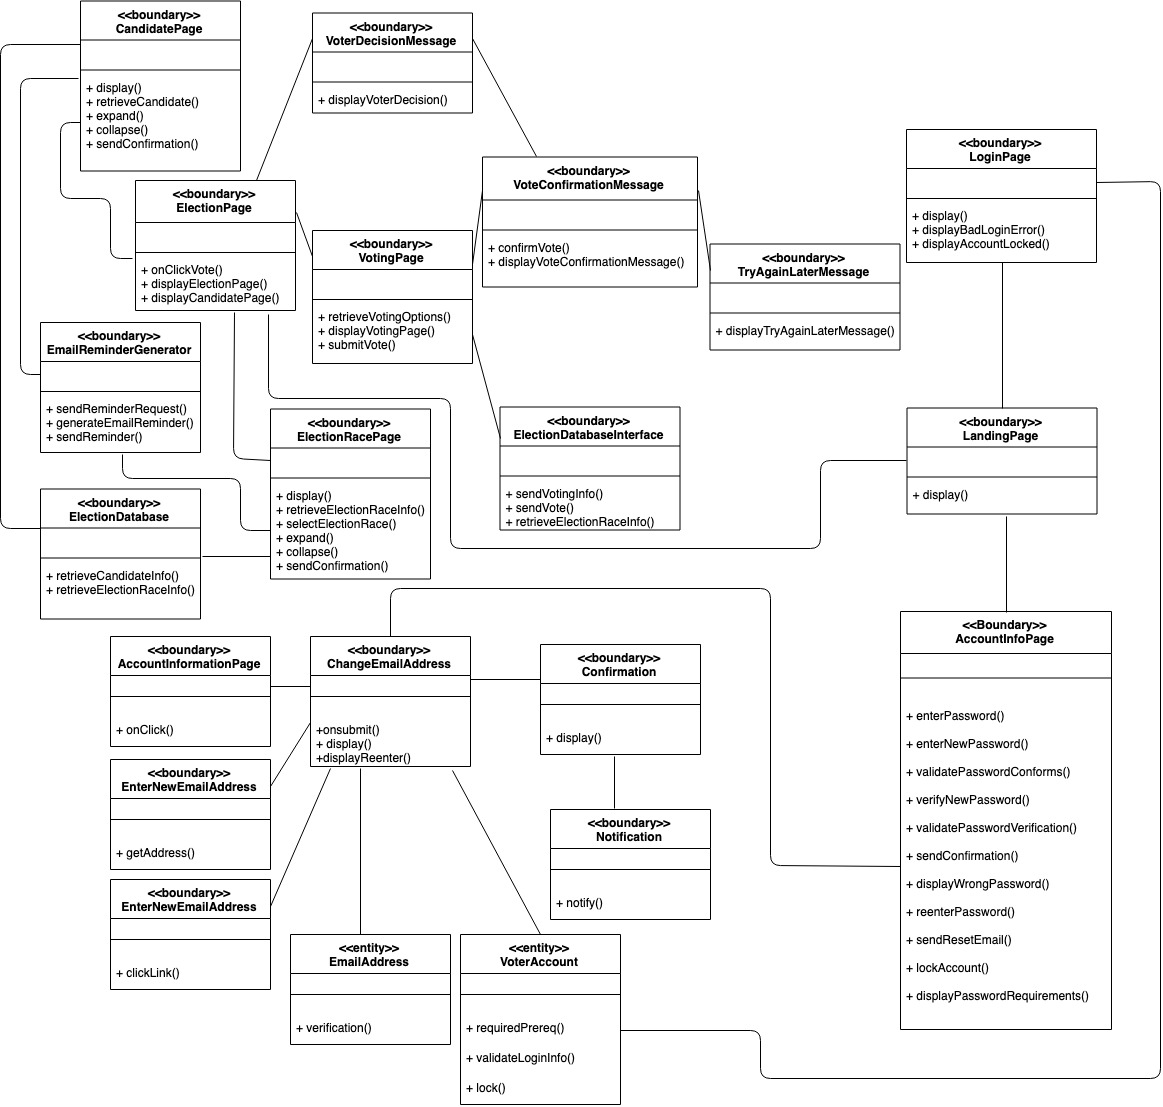 <<boundary>>
CandidatePage
+ display()
+ retrieveCandidate()
+ expand()
+ collapse()
+ sendConfirmation()
<<boundary>>
VoterDecisionMessage
+ displayVoterDecision()
<<boundary>>
ElectionPage
+ onClickVote()
+ displayElectionPage()
+ displayCandidatePage()
<<boundary>>
VotingPage
+ retrieveVotingOptions()
+ displayVotingPage()
+ submitVote()
<<boundary>>
VoteConfirmationMessage
+ confirmVote()
+ displayVoteConfirmationMessage()
<<boundary>>
TryAgainLaterMessage
+ displayTryAgainLaterMessage()
<<boundary>>
LoginPage
+ display()
+ displayBadLoginError()
+ displayAccountLocked()
<<boundary>>
EmailReminderGenerator
+ sendReminderRequest()
+ generateEmailReminder()
+ sendReminder()
<<boundary>>
ElectionRacePage
+ display()
+ retrieveElectionRaceInfo()
+ selectElectionRace()
+ expand()
+ collapse()
+ sendConfirmation()
<<boundary>>
ElectionDatabaseInterface
+ sendVotingInfo()
+ sendVote()
+ retrieveElectionRaceInfo()
<<boundary>>
LandingPage
+ display()
<<boundary>>
ElectionDatabase
+ retrieveCandidateInfo()
+ retrieveElectionRaceInfo()
<<boundary>>
AccountInformationPage
+ onClick()
<<boundary>>
ChangeEmailAddress
+onsubmit()
+ display()
+displayReenter()
<<boundary>>
Confirmation
+ display()
<<Boundary>>
AccountInfoPage
+ enterPassword()
+ enterNewPassword()
+ validatePasswordConforms()
+ verifyNewPassword()
+ validatePasswordVerification()
+ sendConfirmation()
+ displayWrongPassword()
+ reenterPassword()
+ sendResetEmail()
+ lockAccount()
+ displayPasswordRequirements()
<<boundary>>
EnterNewEmailAddress
+ getAddress()
<<boundary>>
Notification
+ notify()
<<boundary>>
EnterNewEmailAddress
+ clickLink()
<<entity>>
EmailAddress
+ verification()
<<entity>>
VoterAccount
+ requiredPrereq()
+ validateLoginInfo()
+ lock()